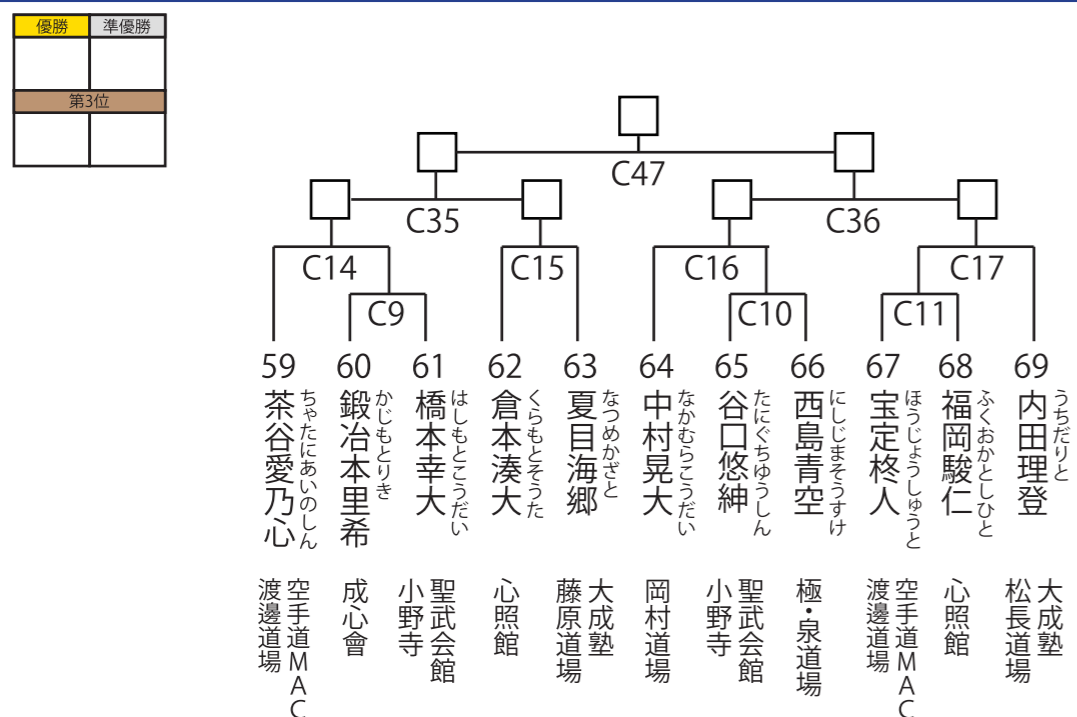 優勝
準優勝
第3位
C47
C35
C36
C14
C15
C16
C17
C9
C10
C11
59
茶谷愛乃心
ちゃたにあいのしん
空手道MAC
渡邊道場
60
鍛冶本里希
かじもとりき
成心會
61
橋本幸大
はしもとこうだい
聖武会館
小野寺
62
倉本湊大
くらもとそうた
心照館
63
夏目海郷
なつめかざと
大成塾
藤原道場
64
中村晃大
なかむらこうだい
岡村道場
65
谷口悠紳
たにぐちゆうしん
聖武会館
小野寺
66
西島青空
にしじまそうすけ
極・泉道場
67
宝定柊人
ほうじょうしゅうと
空手道MAC
渡邊道場
68
福岡駿仁
ふくおかとしひと
心照館
69
内田理登
うちだりと
大成塾
松長道場